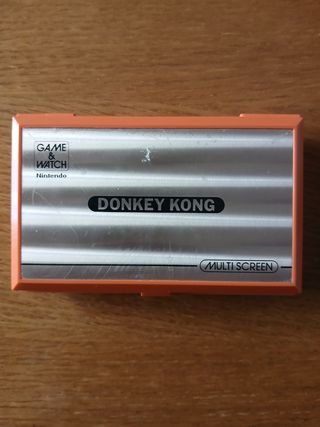 GAME
&
WATCH
Nintendo
DONKEY KONG
MULTI SCREEN